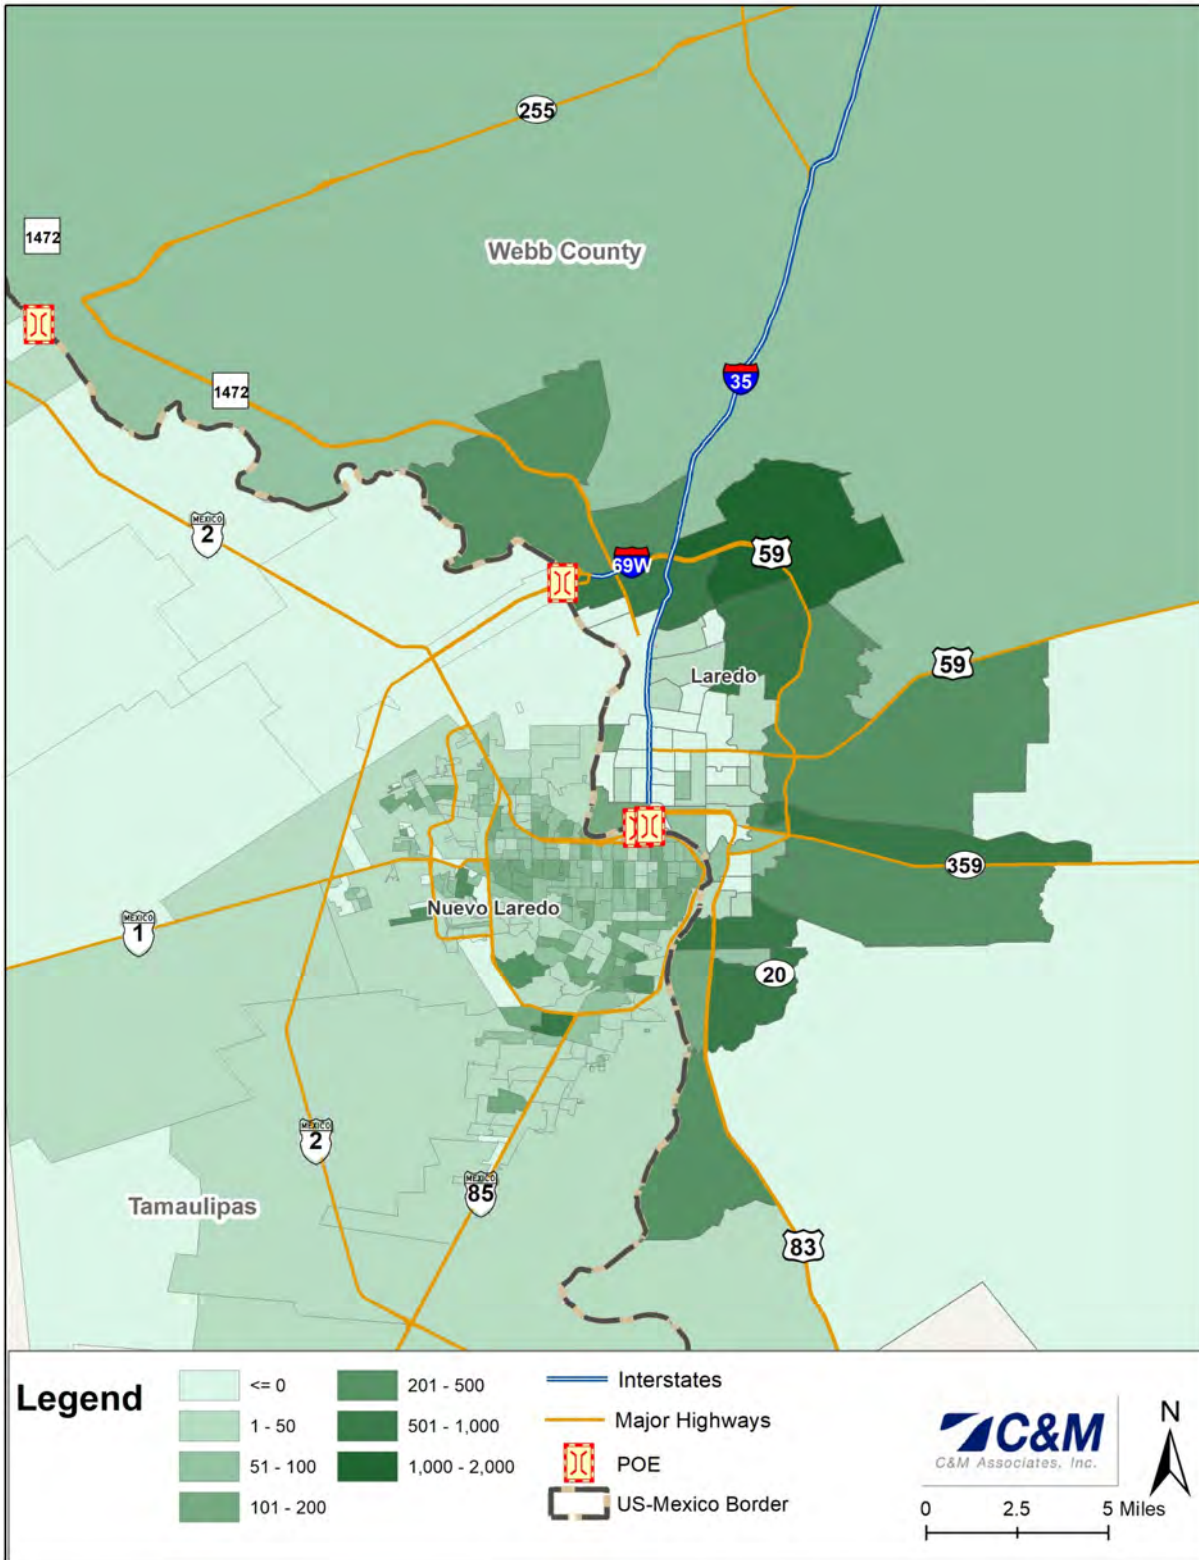 255
1472
Webb County
35
1472
MEXICO
2
59
69W
59
Laredo
359
Nuevo Laredo
MEXICO
1
20
MEXICO
2
MEXICO
85
Tamaulipas
83
Legend
<= 0
1 - 50
51 - 100
101 - 200
201 - 500
501 - 1,000
1,000 - 2,000
Interstates
Major Highways
POE
US-Mexico Border
C&M
C&M Associates, Inc.
N
0 2.5 5 Miles